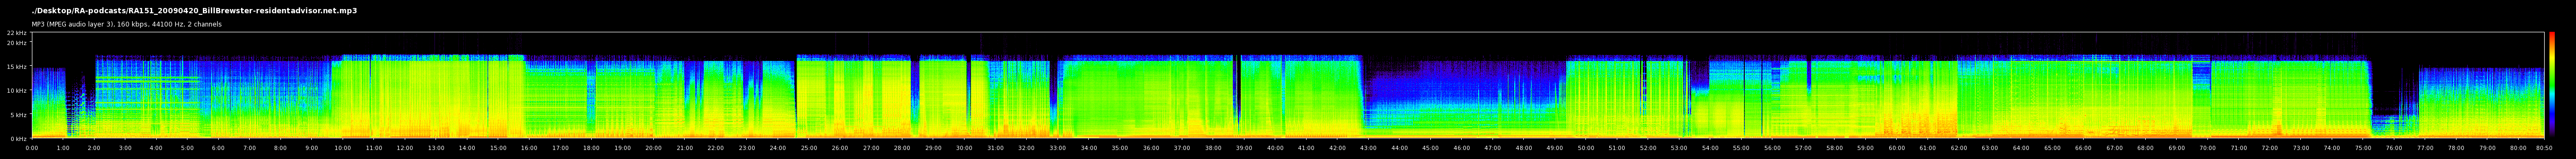 ./Desktop/RA-podcasts/RA151_20090420_BillBrewster-residentadvisor.net.mp3
MP3 (MPEG audio layer 3), 160 kbps, 44100 Hz, 2 channels
22 kHz
20 kHz
15 kHz
10 kHz
5 kHz
0 kHz
0:00 1:00 2:00 3:00 4:00 5:00 6:00 7:00 8:00 9:00 10:00 11:00 12:00 13:00 14:00 15:00 16:00 17:00 18:00 19:00 20:00 21:00 22:00 23:00 24:00 25:00 26:00 27:00 28:00 29:00 30:00 31:00 32:00 33:00 34:00 35:00 36:00 37:00 38:00 39:00 40:00 41:00 42:00 43:00 44:00 45:00 46:00 47:00 48:00 49:00 50:00 51:00 52:00 53:00 54:00 55:00 56:00 57:00 58:00 59:00 60:00 61:00 62:00 63:00 64:00 65:00 66:00 67:00 68:00 69:00 70:00 71:00 72:00 73:00 74:00 75:00 76:00 77:00 78:00 79:00 80:00 80:50